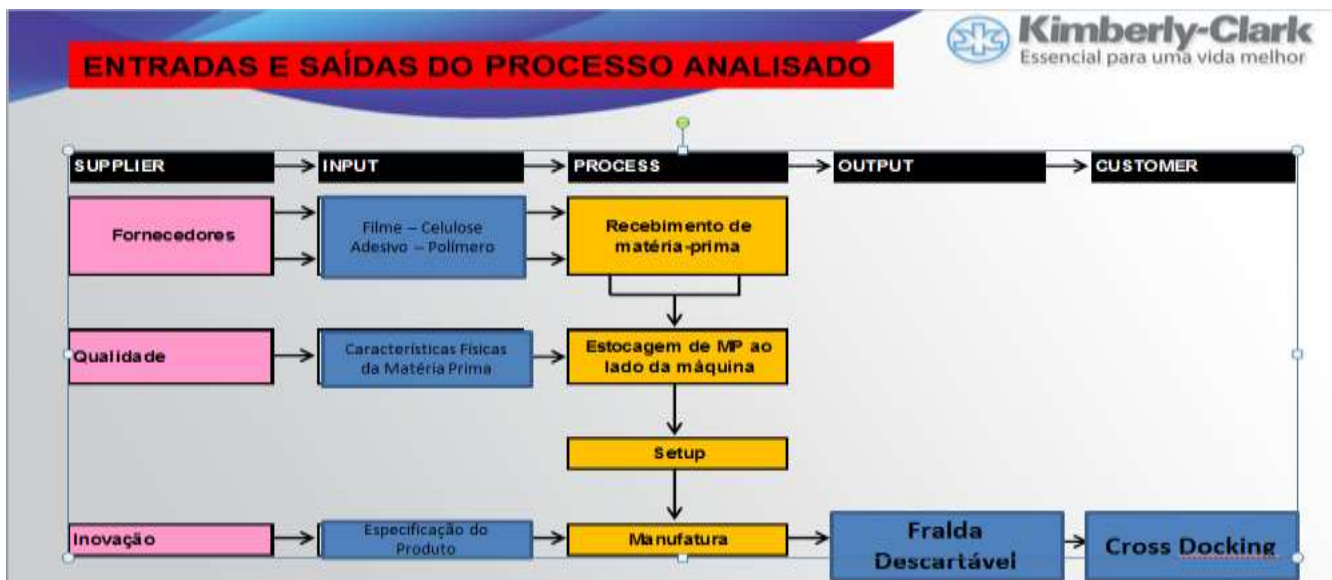 Kimberly-Clark
Essencial para uma vida melhor
ENTRADAS E SAÍDAS DO PROCESSO ANALISADO
SUPPLIER
INPUT
PROCESS
OUTPUT
CUSTOMER
Fornecedores
Filme – Celulose
Adesivo – Polímero
Recebimento de
matéria-prima
Qualidade
Características Físicas
da Matéria Prima
Estocagem de MP ao
lado da máquina
Setup
Inovação
Especificação do
Produto
Manufatura
Fralda
Descartável
Cross Docking